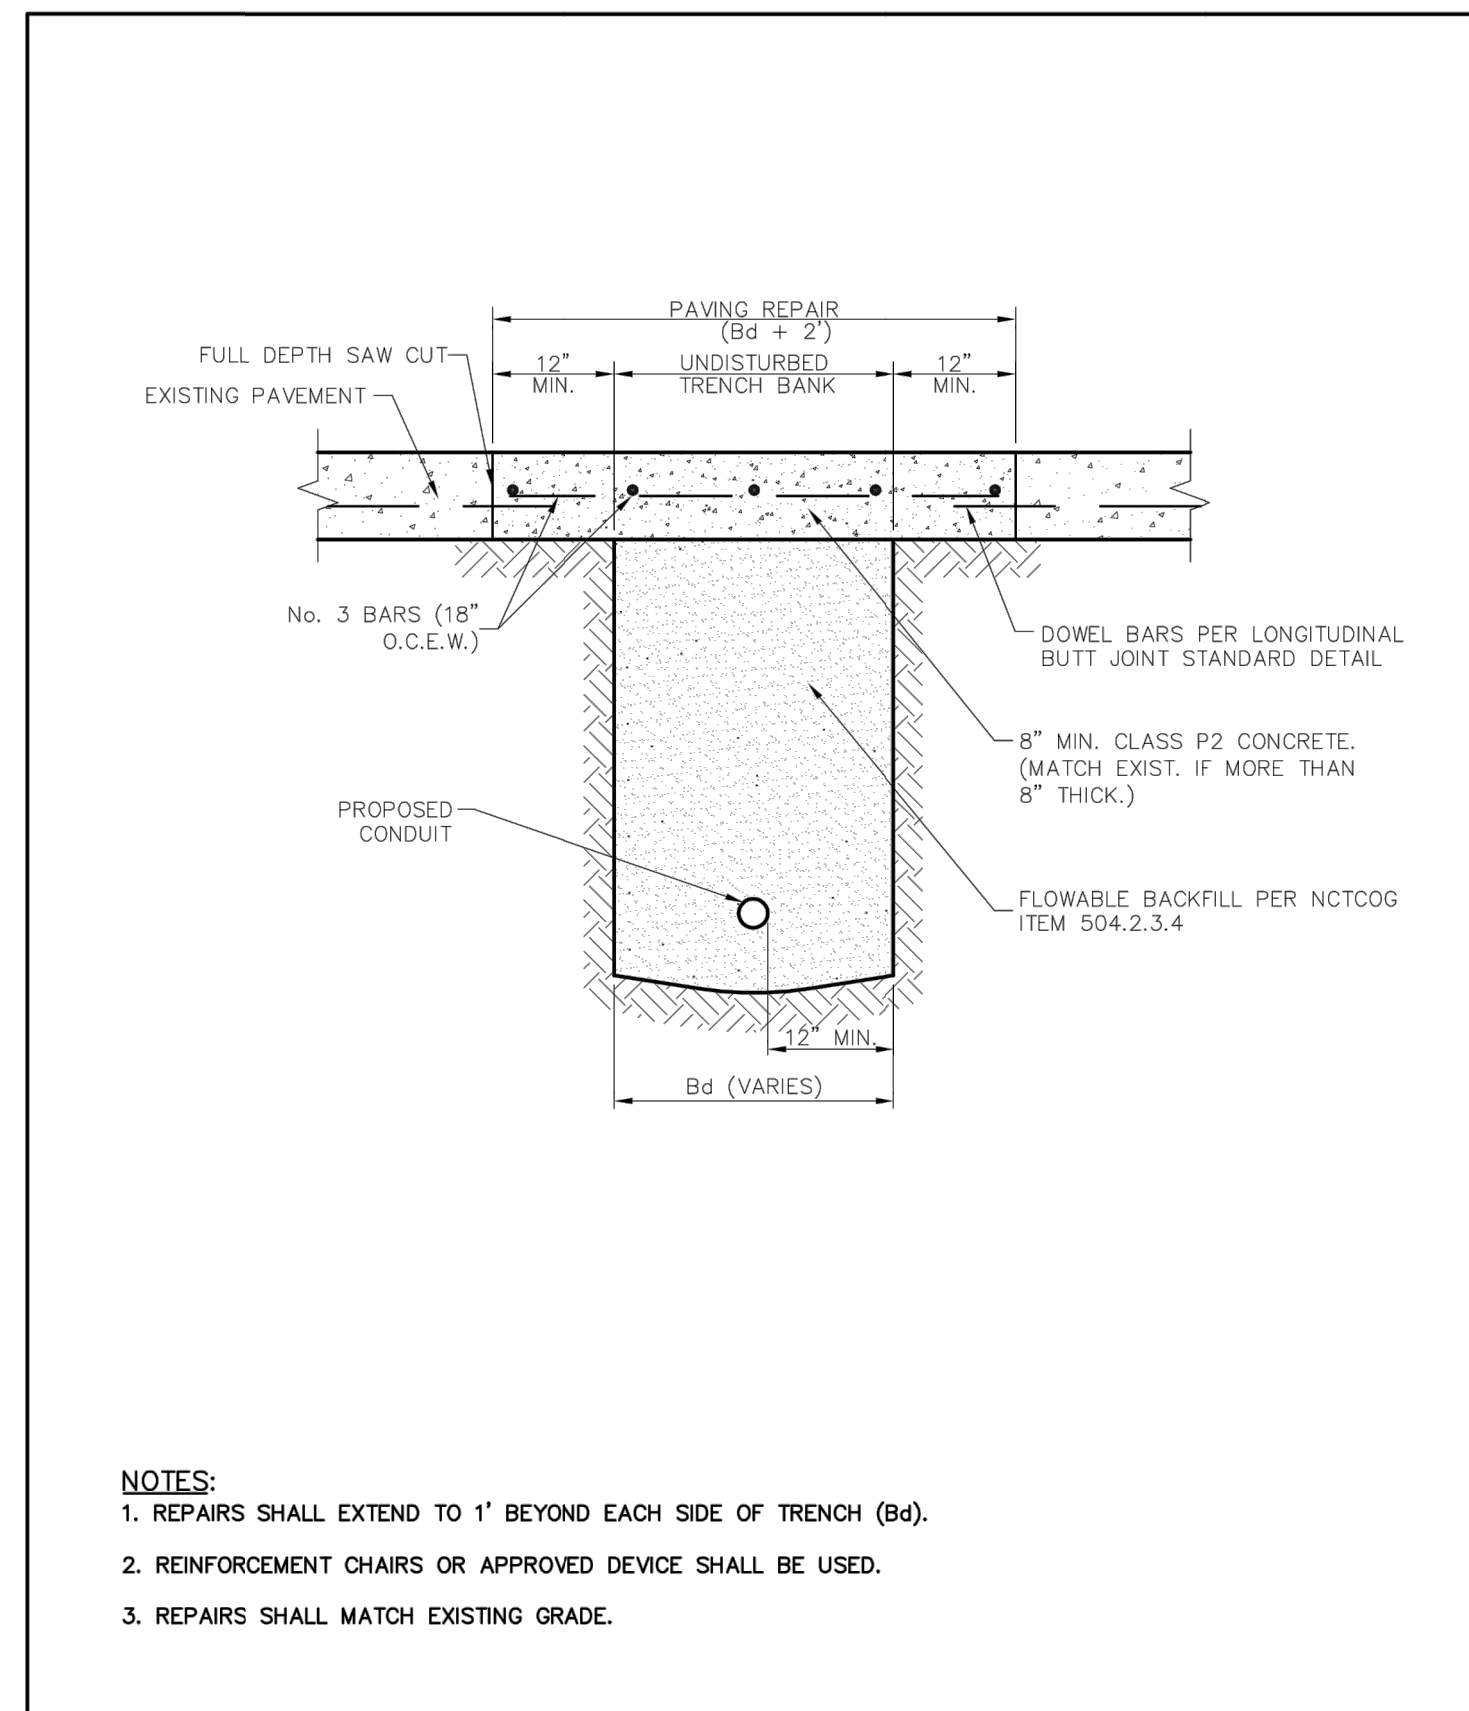 PAVING REPAIR
(Bd + 2')
FULL DEPTH SAW CUT
12"
MIN.
UNDISTURBED
TRENCH BANK
12"
MIN.
EXISTING PAVEMENT
No. 3 BARS (18"
O.C.E.W.)
DOWEL BARS PER LONGITUDINAL
BUTT JOINT STANDARD DETAIL
8" MIN. CLASS P2 CONCRETE.
(MATCH EXIST. IF MORE THAN
8" THICK.)
PROPOSED
CONDUIT
FLOWABLE BACKFILL PER NCTCOG
ITEM 504.2.3.4
12" MIN.
Bd (VARIES)
NOTES:
1. REPAIRS SHALL EXTEND TO 1' BEYOND EACH SIDE OF TRENCH (Bd).
2. REINFORCEMENT CHAIRS OR APPROVED DEVICE SHALL BE USED.
3. REPAIRS SHALL MATCH EXISTING GRADE.